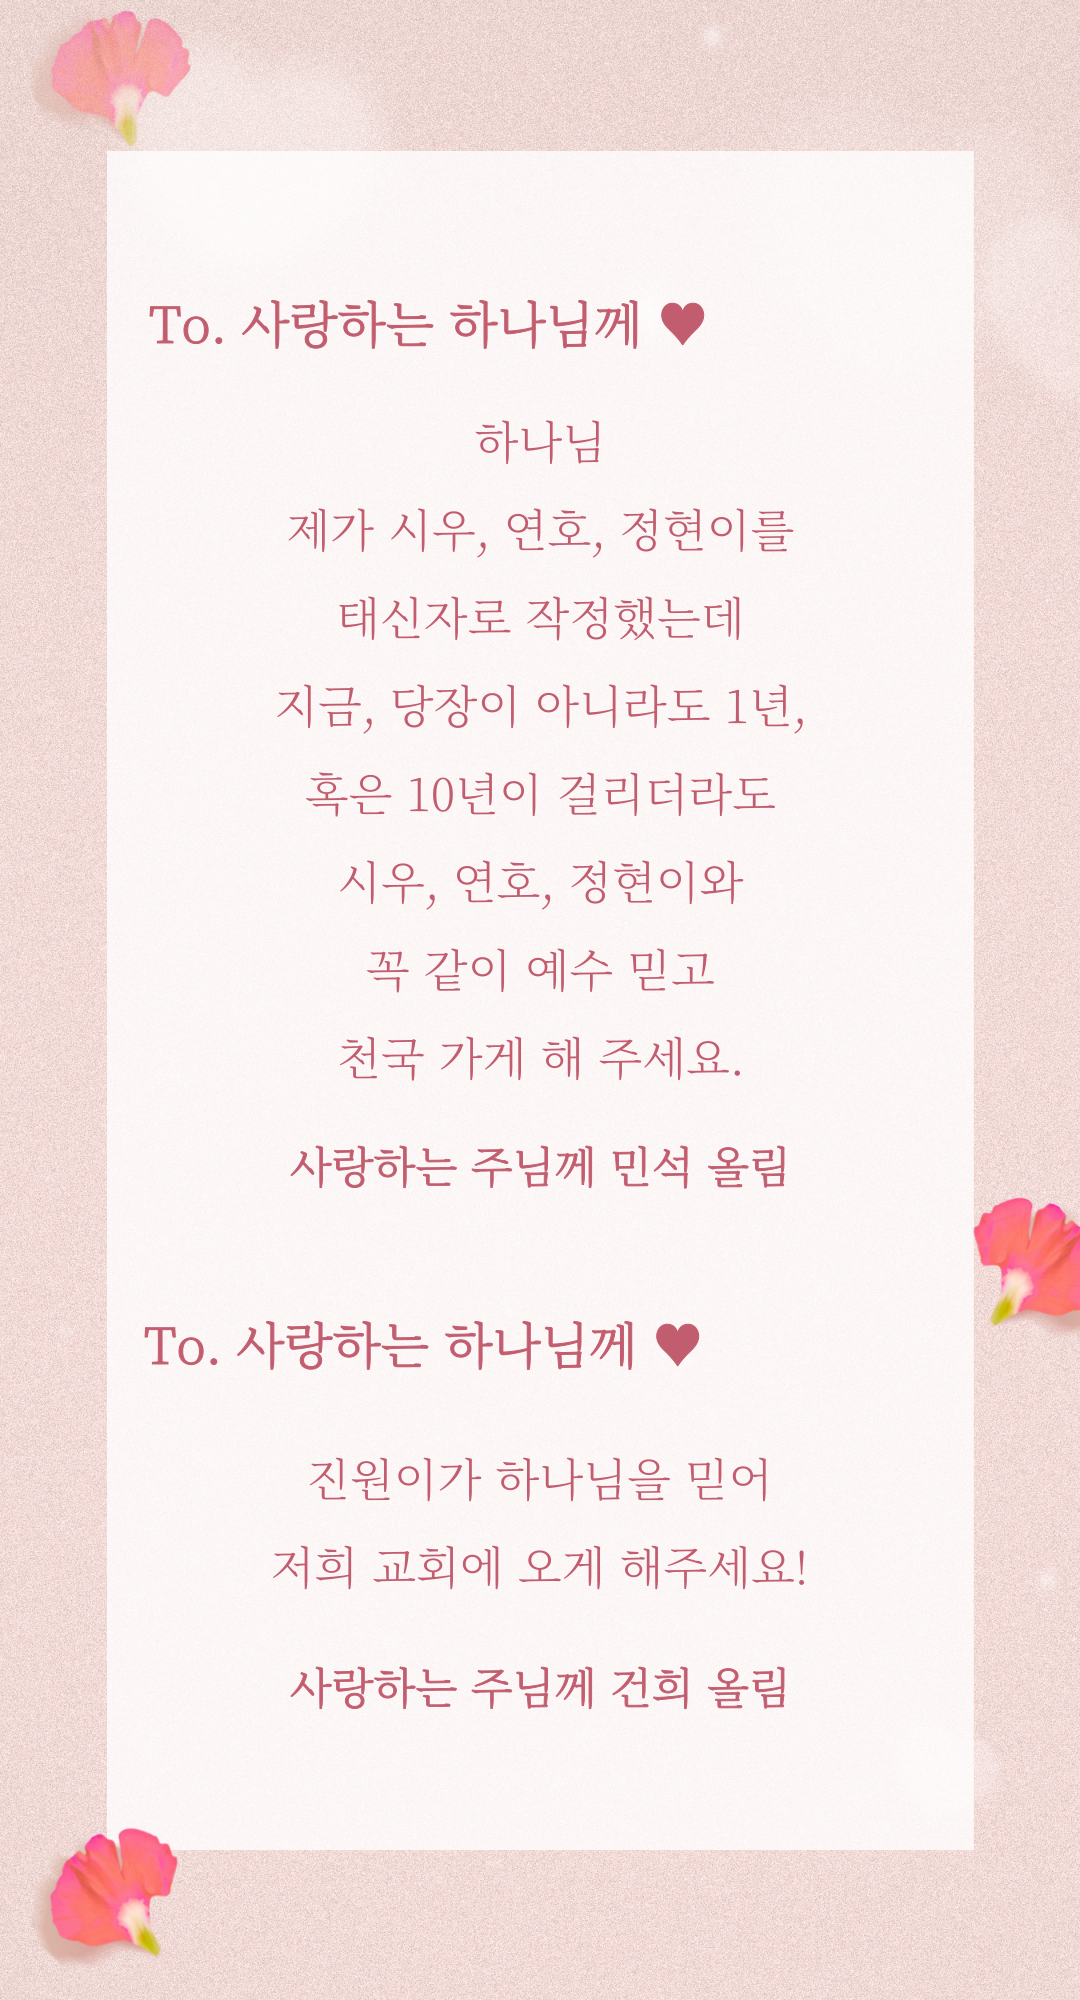 To. 사랑하는 하나님께 ♥
하나님
제가 시우, 연호, 정현이를
태신자로 작정했는데
지금, 당장이 아니라도 1년,
혹은 10년이 걸리더라도
시우, 연호, 정현이와
꼭 같이 예수 믿고
천국 가게 해 주세요.
사랑하는 주님께 민석 올림
To. 사랑하는 하나님께 ♥
진원이가 하나님을 믿어
저희 교회에 오게 해주세요!
사랑하는 주님께 건희 올림